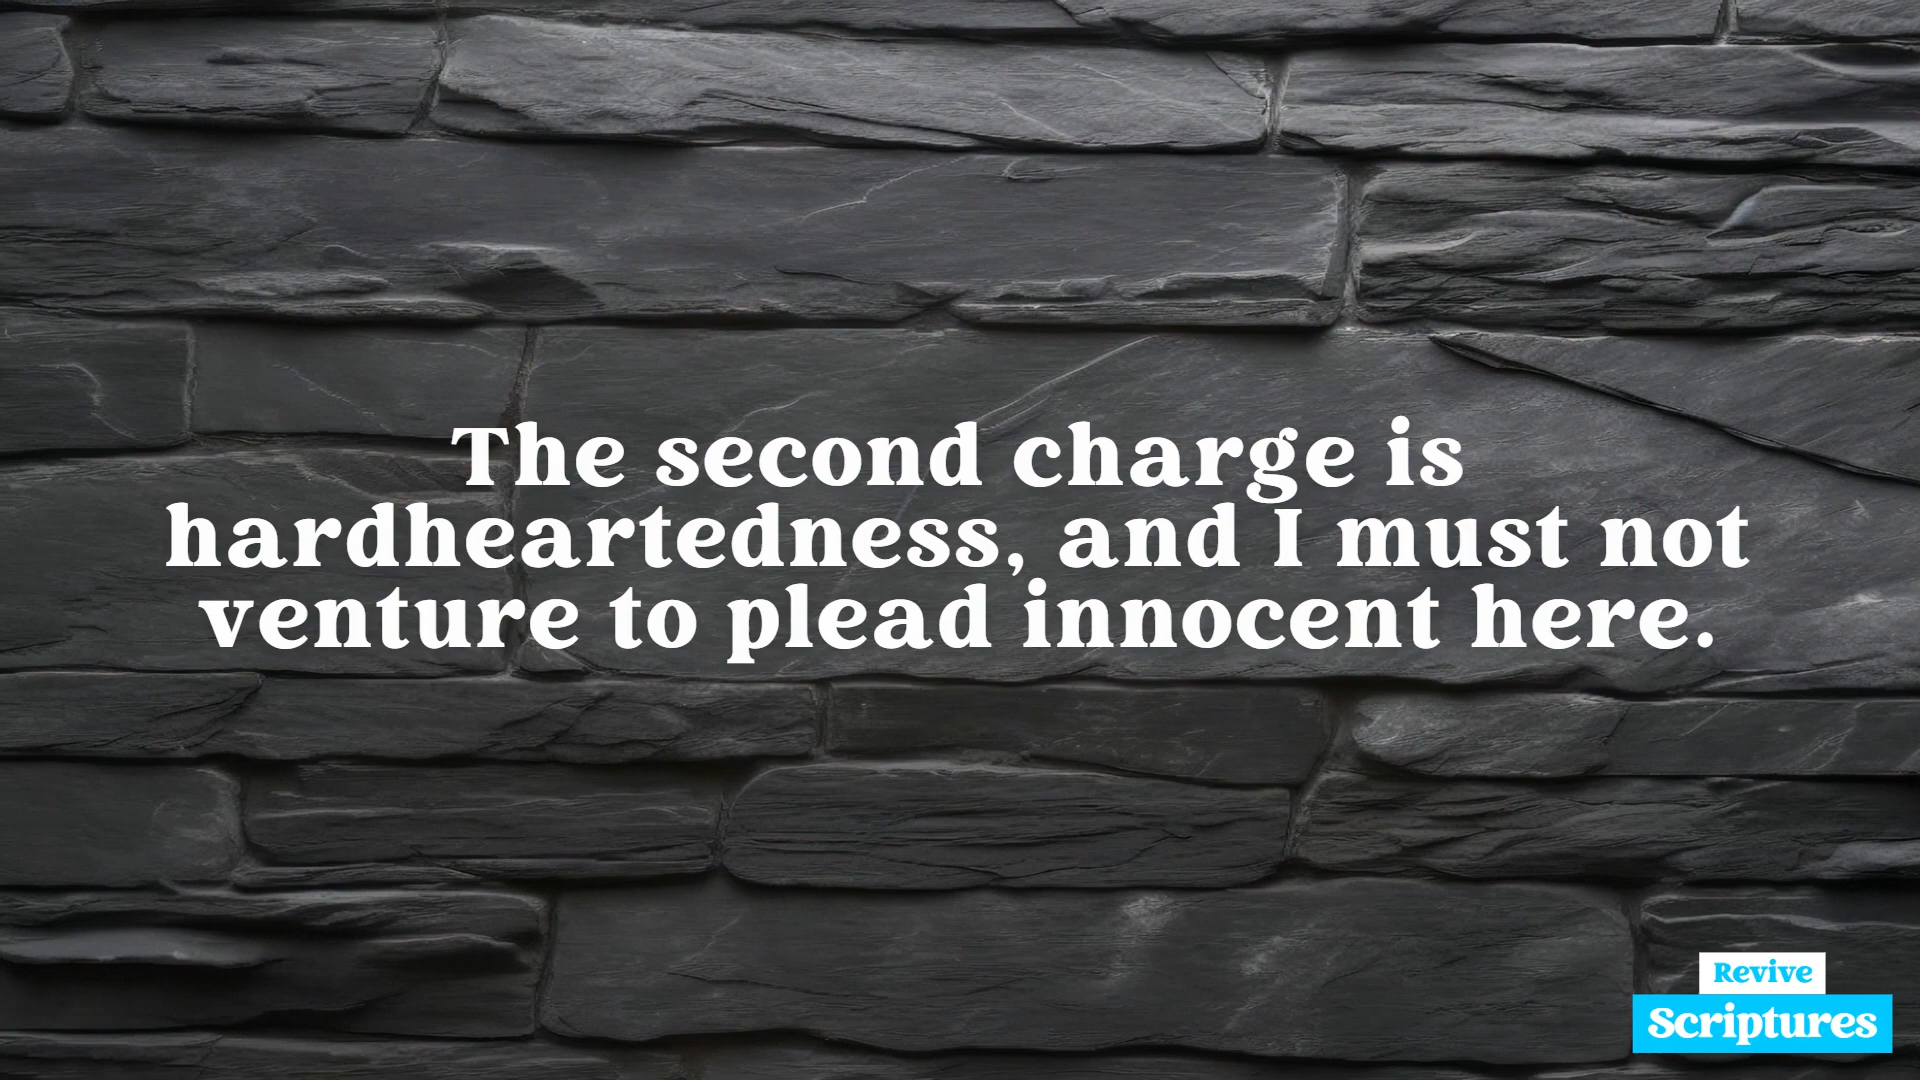 The second charge is
hardheartedness, and I must not
venture to plead innocent here.
Revive
Scriptures